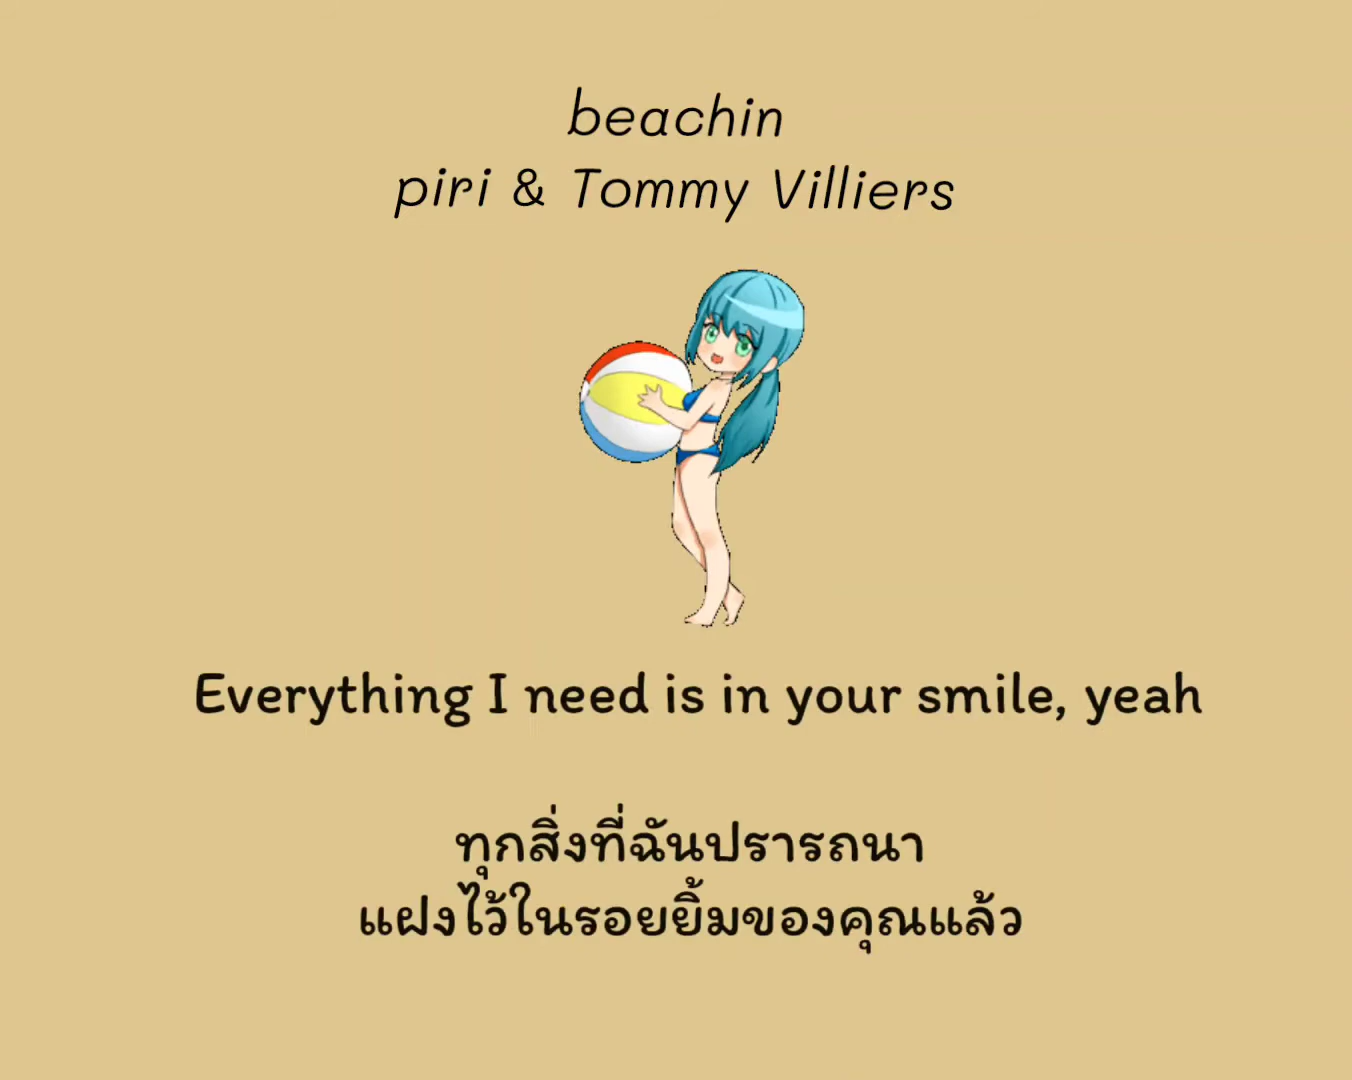 beachin
piri & Tommy Villiers
Everything I need is in your smile, yeah
ทุกสิ่งที่ฉันปรารถนา
แฝงไว้ในรอยยิ้มของคุณแล้ว